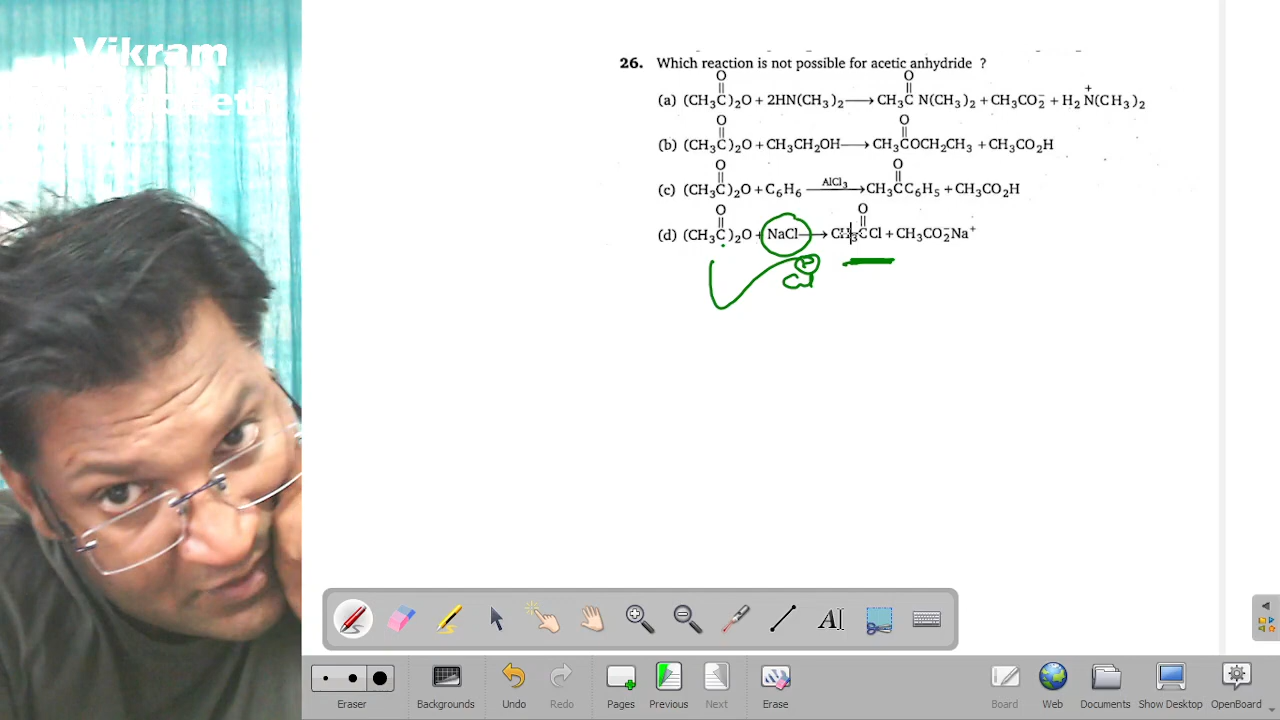 Vikram
26. Which reaction is not possible for acetic anhydride ?
(a) (CH₃C(=O))₂O + 2HN(CH₃)₂ ⟶ CH₃C(=O) N(CH₃)₂ + CH₃CO₂⁻ + H₂N⁺(CH₃)₂
(b) (CH₃C(=O))₂O + CH₃CH₂OH ⟶ CH₃C(=O)OCH₂CH₃ + CH₃CO₂H
(c) (CH₃C(=O))₂O + C₆H₆ —AlCl₃→ CH₃C(=O)C₆H₅ + CH₃CO₂H
(d) (CH₃C(=O))₂O + NaCl ⟶ CH₃C(=O)Cl + CH₃CO₂⁻Na⁺
Eraser Backgrounds Undo Redo Pages Previous Next Erase Board Web Documents Show Desktop OpenBoard